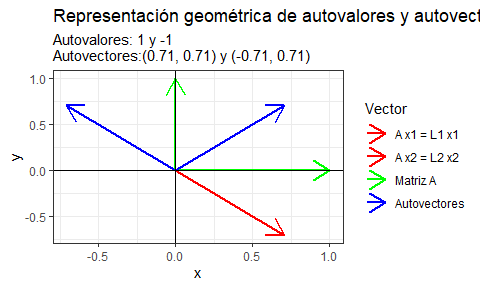 Representación geométrica de autovalores y autovect
Autovalores: 1 y -1
Autovectores:(0.71, 0.71) y (-0.71, 0.71)
1.0
0.5
0.0
-0.5
y
-0.5
0.0
0.5
1.0
x
Vector
A x1 = L1 x1
A x2 = L2 x2
Matriz A
Autovectores